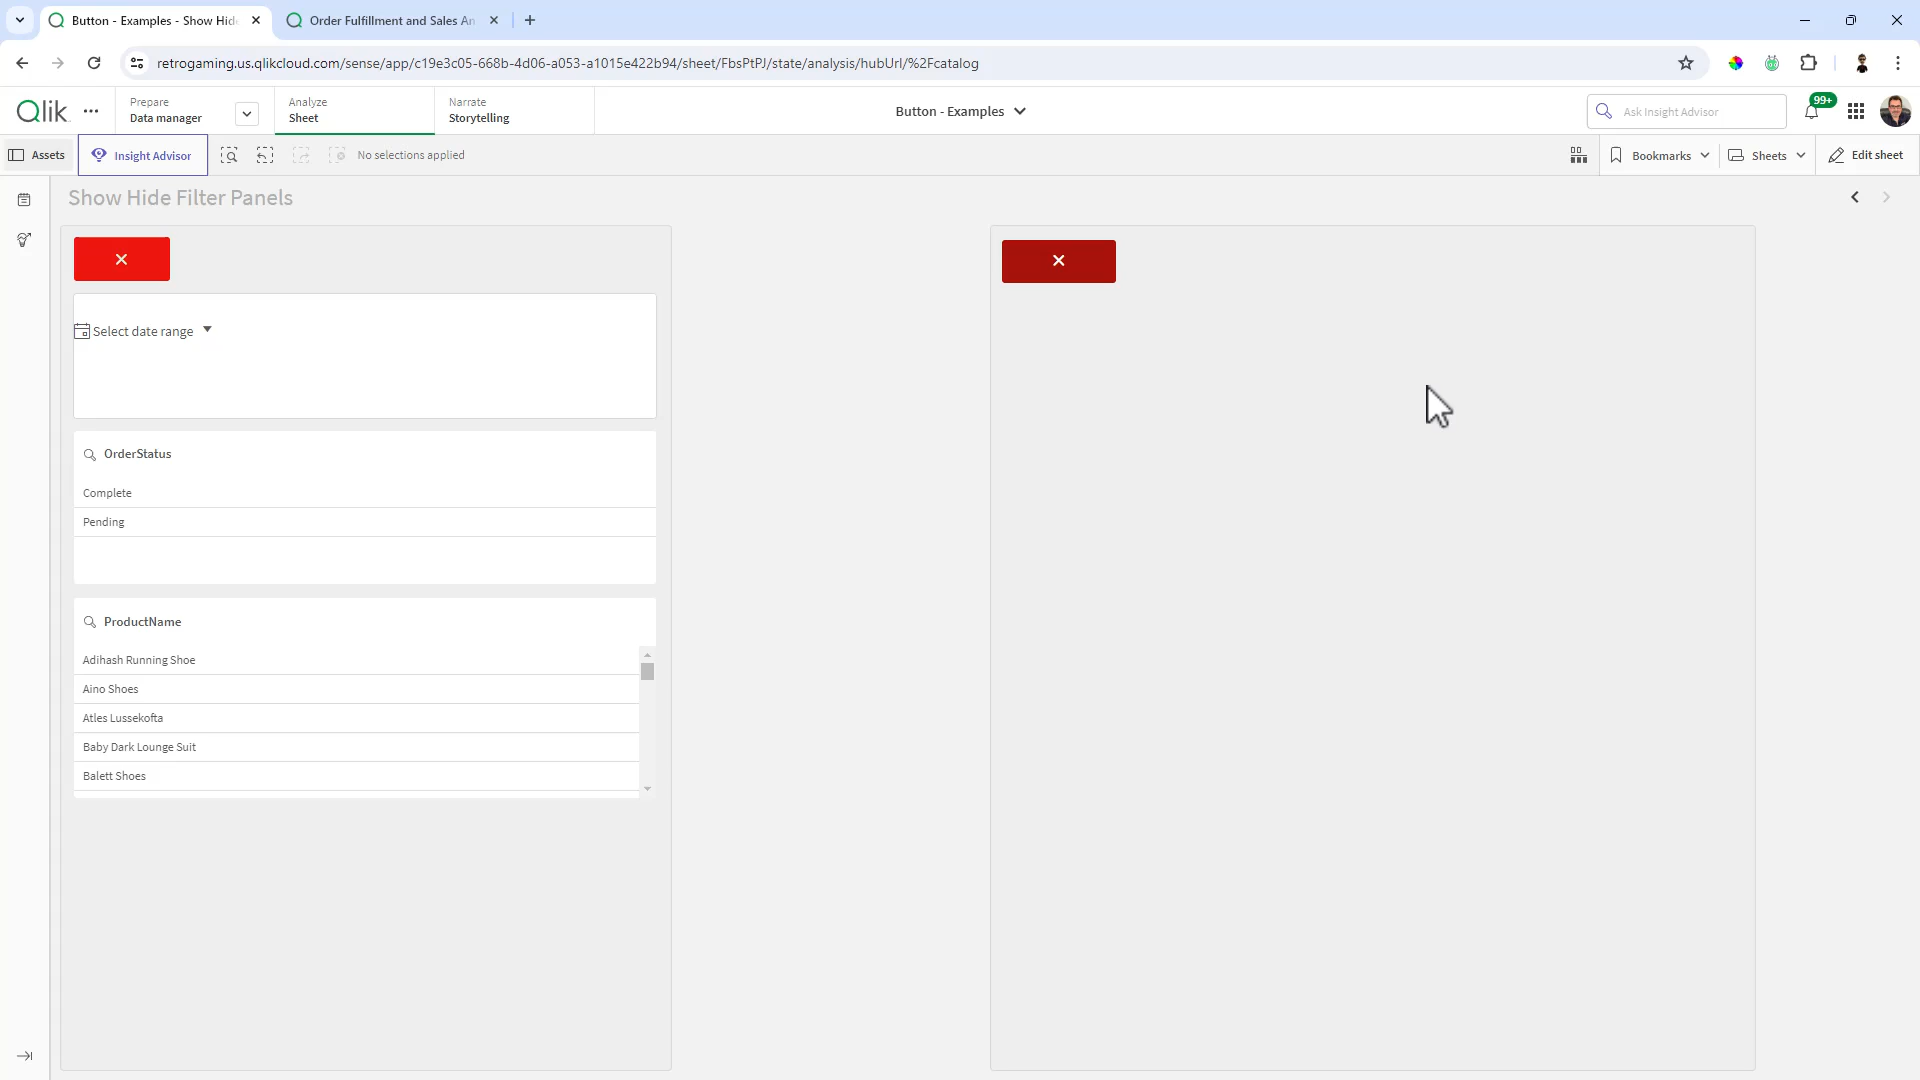 Button - Examples - Show Hid
Order Fulfillment and Sales An
retrogaming.us.qlikcloud.com/sense/app/c19e3c05-668b-4d06-a053-a1015e422b94/sheet/FbsPtPJ/state/analysis/hubUrl/%2Fcatalog
Qlik
Prepare
Data manager
Analyze
Sheet
Narrate
Storytelling
Button - Examples
Ask Insight Advisor
99+
Assets
Insight Advisor
No selections applied
Bookmarks
Sheets
Edit sheet
Show Hide Filter Panels
Select date range
OrderStatus
Complete
Pending
ProductName
Adihash Running Shoe
Aino Shoes
Atles Lussekofta
Baby Dark Lounge Suit
Balett Shoes